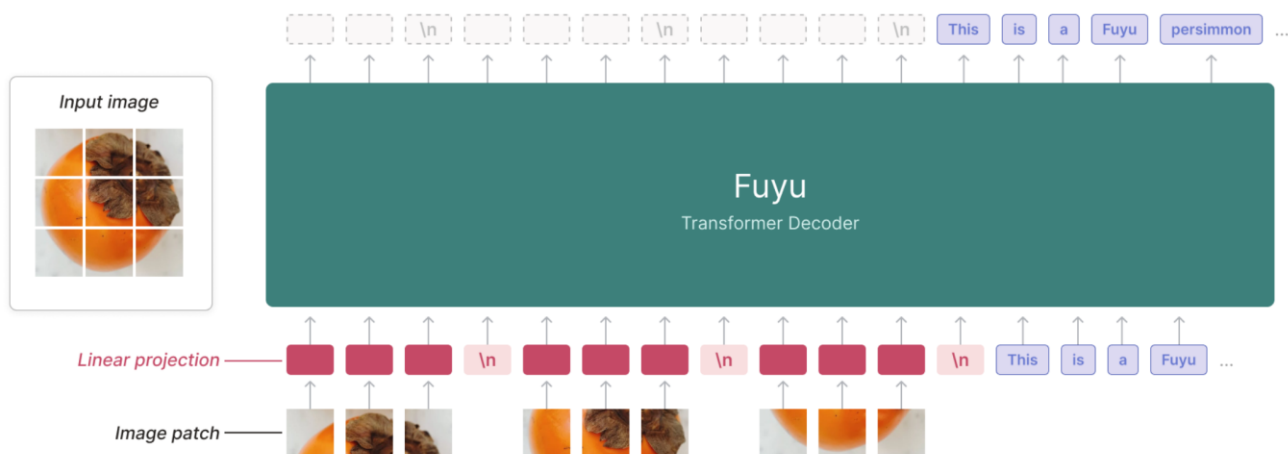 \n \n \n This is a Fuyu persimmon ...
Input image
Fuyu
Transformer Decoder
Linear projection \n \n \n This is a Fuyu ...
Image patch